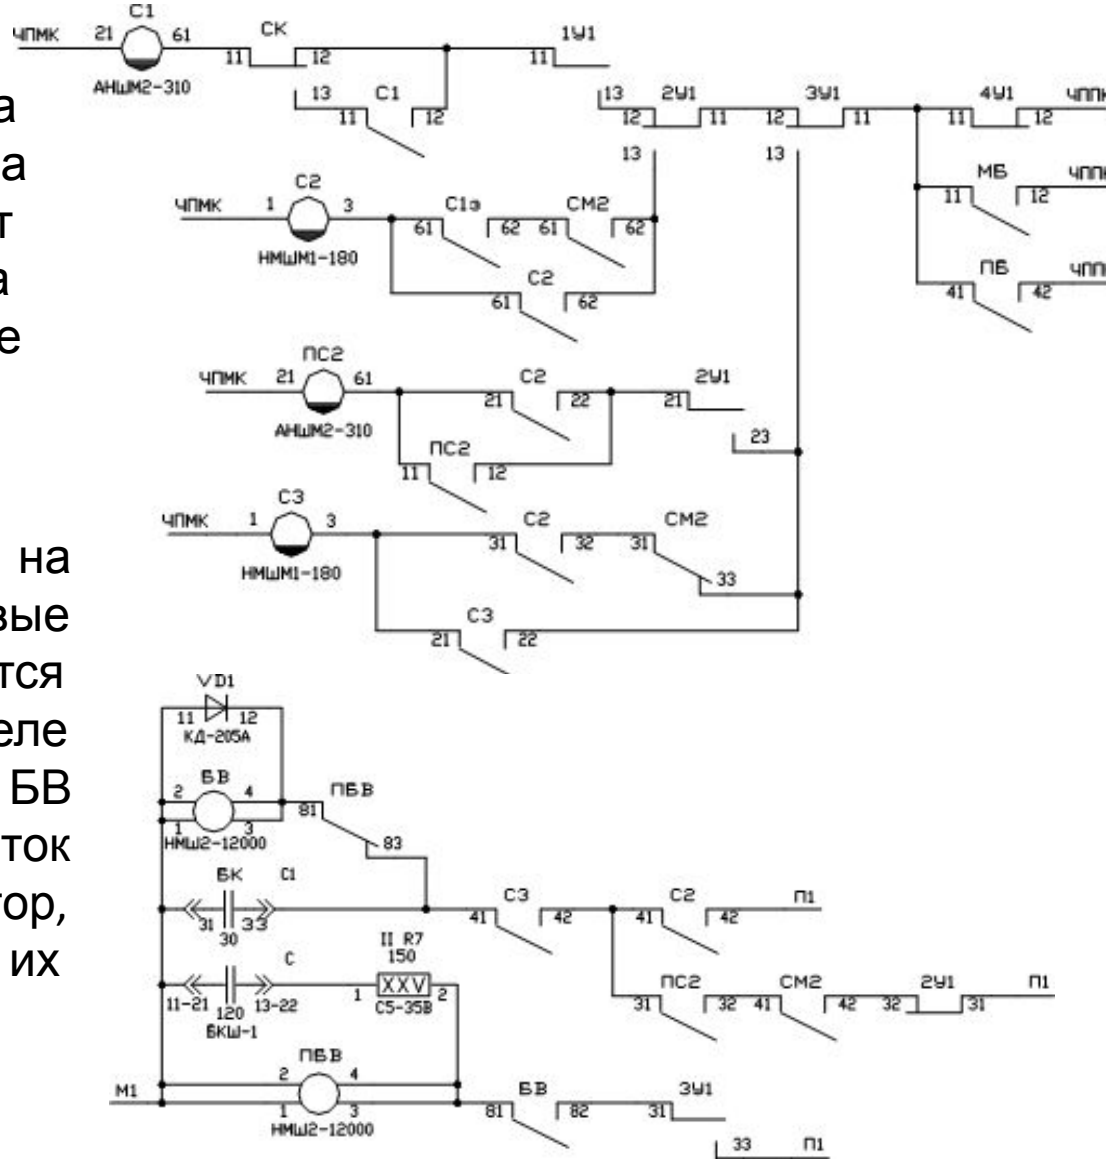 С1
ЧПМК 21 61 СК 1У1
11 12 11
АНШМ2-310
13 С1
11 12
13 2У1 3У1 4У1 ЧППК
12 11 12 11 11 12
13 13
МБ ЧППК
11 12
С2
ЧПМК 1 3 С1э СМ2
61 62 61 62
НМШМ1-180
С2
61 62
ПБ
41 42
ПС2
ЧПМК 21 61 С2 2У1
21 22 21
АНШМ2-310
23
ПС2
11 12
С3
ЧПМК 1 3 С2 СМ2
31 32 31
33
НМШМ1-180
С3
21 22
VD1
11 12
КД-205А
БВ ПБВ
2 4
81
1 3
НМШ2-12000
83
БК С1
31 33
30
С3 С2 П1
41 42 41 42
II R7
150
С
11-21 13-22
120
БКШ-1
1 XXV 2
С5-35В
ПС2 СМ2 2У1 П1
31 32 41 42 32 31
ПБВ
2 4
М1
1 3
НМШ2-12000
БВ 3У1
81 82 31
33 П1
а
а
т
а
е
на
вые
тся
еле
БВ
ток
тор,
их